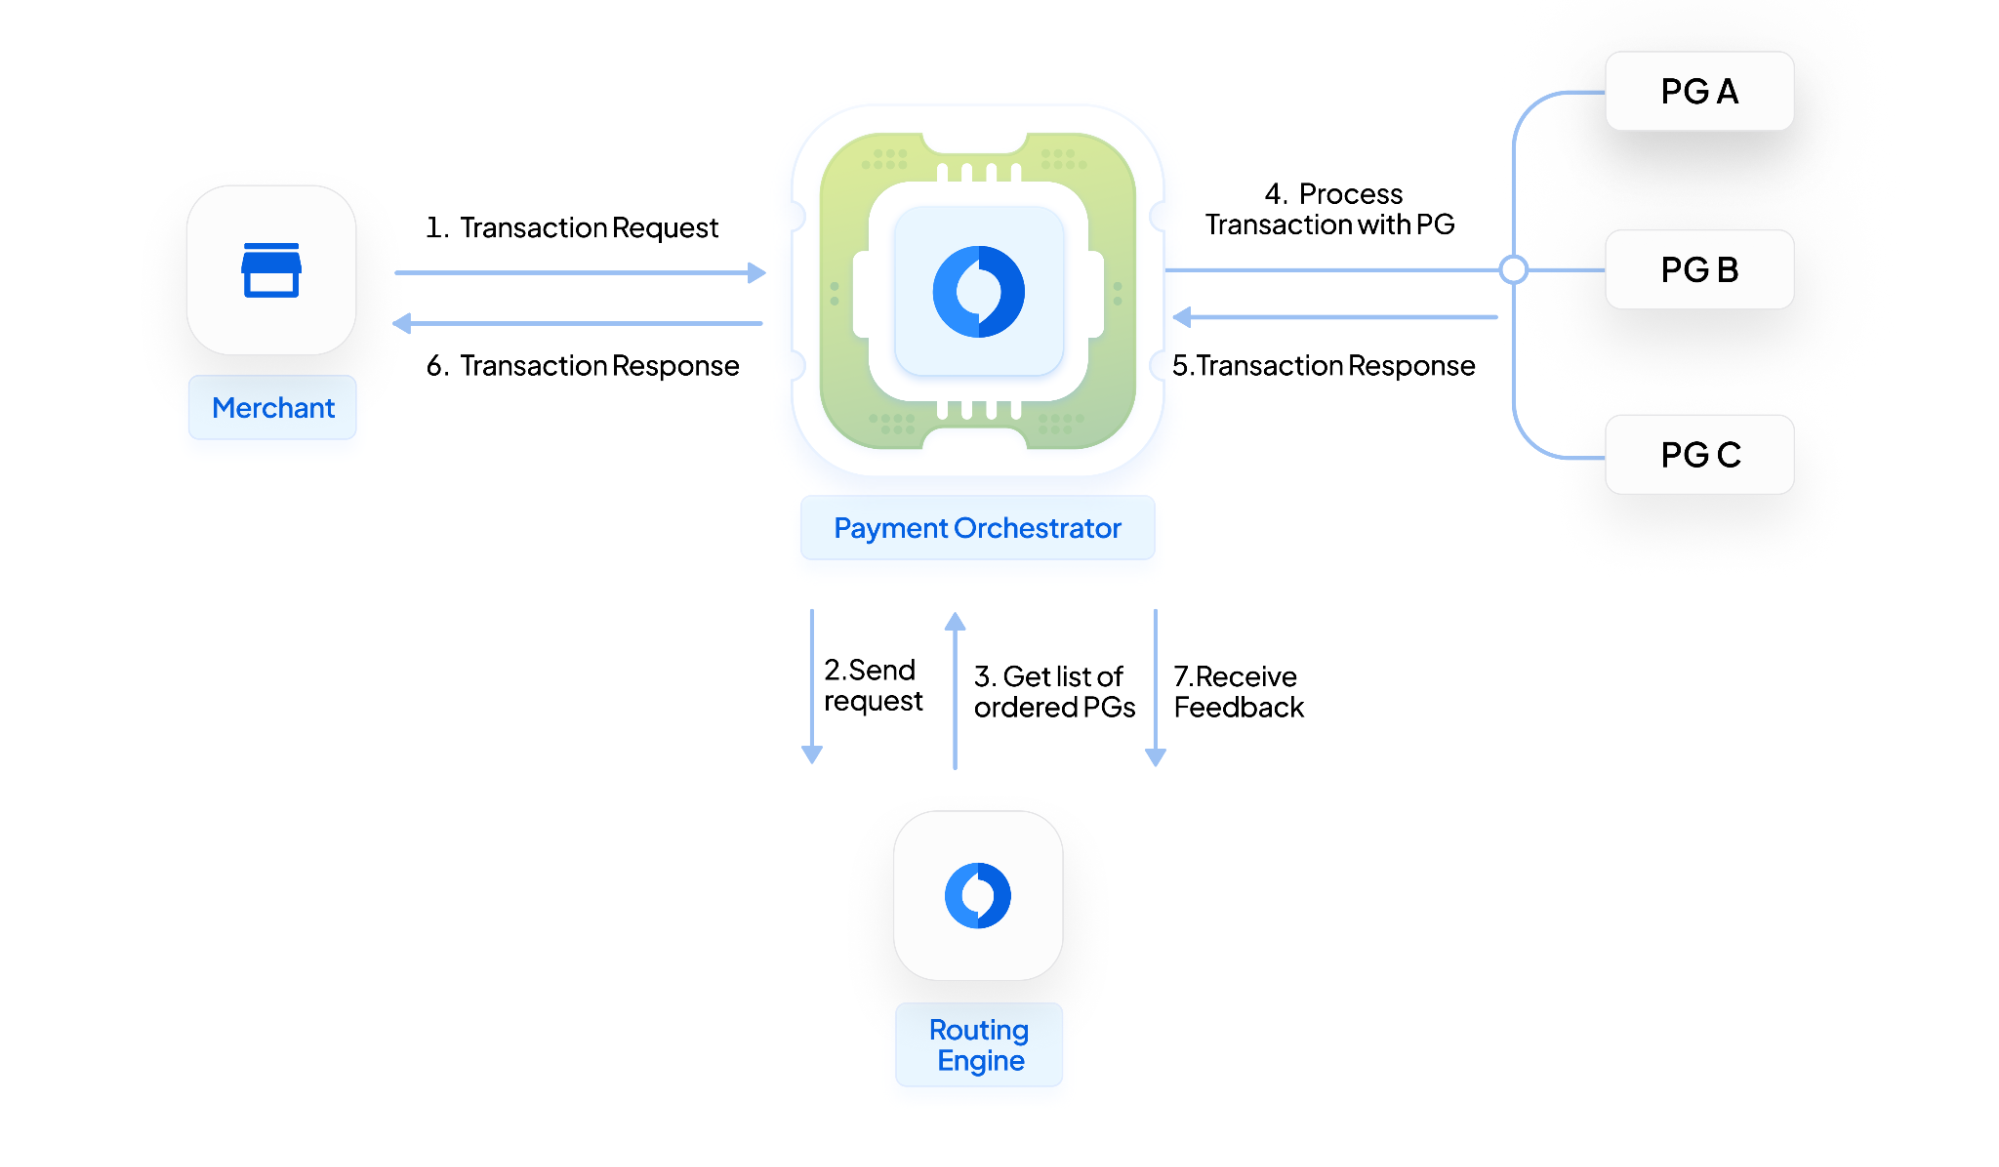 PG A
4. Process
Transaction with PG
1. Transaction Request
PG B
6. Transaction Response
5.Transaction Response
Merchant
PG C
Payment Orchestrator
2.Send
request
3. Get list of
ordered PGs
7.Receive
Feedback
Routing
Engine